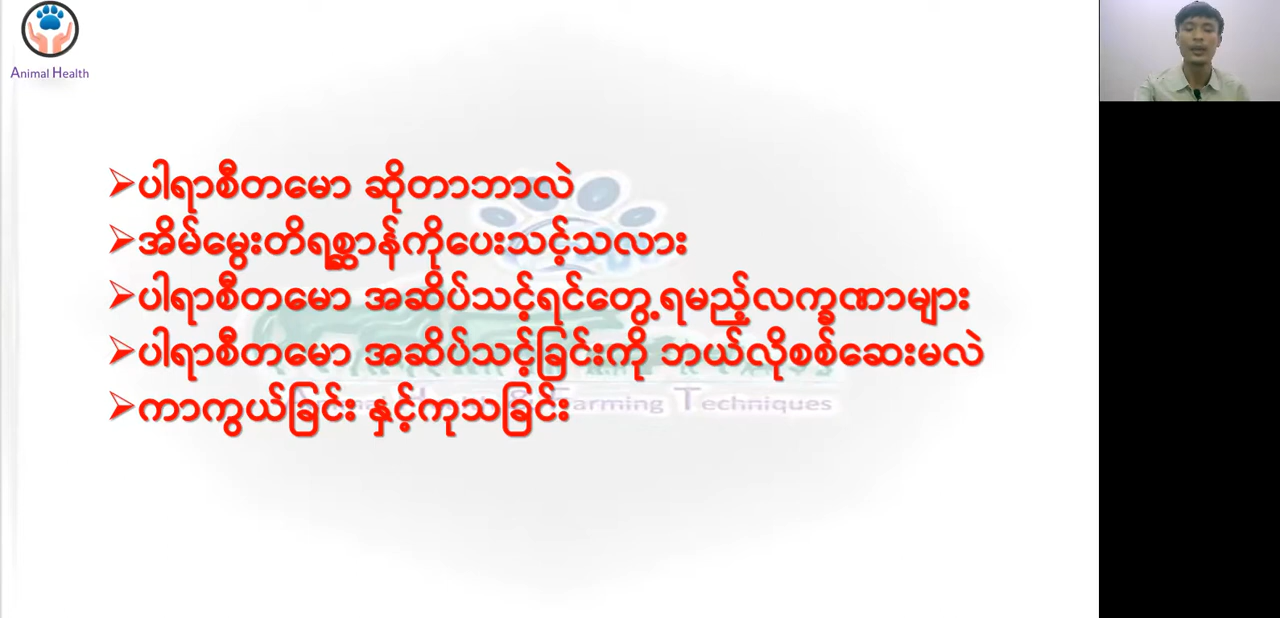 Animal Health
➢ပါရာစီတမော ဆိုတာဘာလဲ
➢အိမ်မွေးတိရစ္ဆာန်ကိုပေးသင့်သလား
➢ပါရာစီတမော အဆိပ်သင့်ရင်တွေ့ရမည့်လက္ခဏာများ
➢ပါရာစီတမော အဆိပ်သင့်ခြင်းကို ဘယ်လိုစစ်ဆေးမလဲ
➢ကာကွယ်ခြင်း နှင့်ကုသခြင်း
Animal Health & Farming Techniques